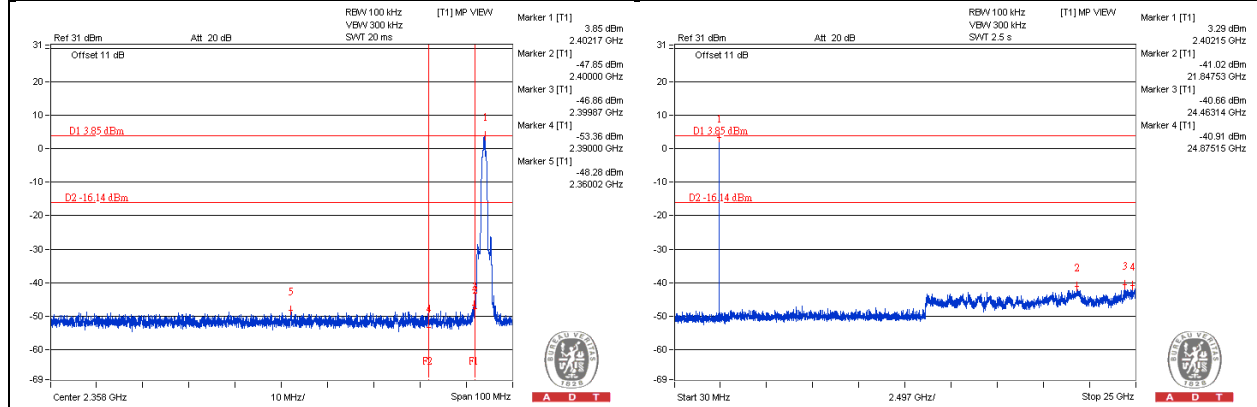 RBW 100 kHz
[T1] MP VIEW
VBW 300 kHz
Ref 31 dBm
Att 20 dB
SWT 20 ms
Marker 1 [T1]
3.85 dBm
2.40217 GHz
Marker 2 [T1]
-47.85 dBm
2.40000 GHz
Marker 3 [T1]
-46.86 dBm
2.39987 GHz
Marker 4 [T1]
-53.36 dBm
2.39000 GHz
Marker 5 [T1]
-48.28 dBm
2.36002 GHz
31
Offset 11 dB
20
10
1
D1 3.85 dBm
0
-10
D2 -16.14 dBm
-20
-30
-40
5
4
-50
-60
F2
F1
-69
Center 2.358 GHz
10 MHz/
Span 100 MHz
BUREAU VERITAS
1828
A D T
RBW 100 kHz
[T1] MP VIEW
VBW 300 kHz
Ref 31 dBm
Att 20 dB
SWT 2.5 s
Marker 1 [T1]
3.29 dBm
2.40215 GHz
Marker 2 [T1]
-41.02 dBm
21.84753 GHz
Marker 3 [T1]
-40.66 dBm
24.46314 GHz
Marker 4 [T1]
-40.91 dBm
24.87515 GHz
31
Offset 11 dB
20
10
1
D1 3.85 dBm
0
-10
D2 -16.14 dBm
-20
-30
2
3 4
-40
-50
-60
-69
Start 30 MHz
2.497 GHz/
Stop 25 GHz
BUREAU VERITAS
1828
A D T